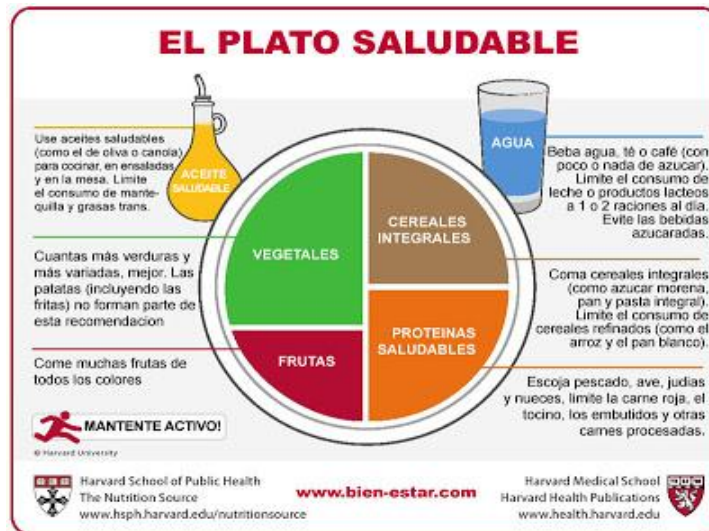 EL PLATO SALUDABLE
Use aceites saludables
(como el de oliva o canola)
para cocinar, en ensaladas
y en la mesa. Limite
el consumo de mante-
quilla y grasas trans.
ACEITE
SALUDABLE
AGUA
Beba agua, té o café (con
poco o nada de azucar).
Limite el consumo de
leche o productos lacteos
a 1 o 2 raciones al día.
Evite las bebidas
azucaradas.
VEGETALES
CEREALES
INTEGRALES
FRUTAS
PROTEINAS
SALUDABLES
Cuantas más verduras y
más variadas, mejor. Las
patatas (incluyendo las
fritas) no forman parte de
esta recomendacion
Come muchas frutas de
todos los colores
Coma cereales integrales
(como azucar morena,
pan y pasta integral).
Limite el consumo de
cereales refinados (como el
arroz y el pan blanco).
Escoja pescado, ave, judias
y nueces, limite la carne roja, el
tocino, los embutidos y otras
carnes procesadas.
MANTENTE ACTIVO!
© Harvard University
Harvard School of Public Health
The Nutrition Source
www.hsph.harvard.edu/nutritionsource
www.bien-estar.com
Harvard Medical School
Harvard Health Publications
www.health.harvard.edu